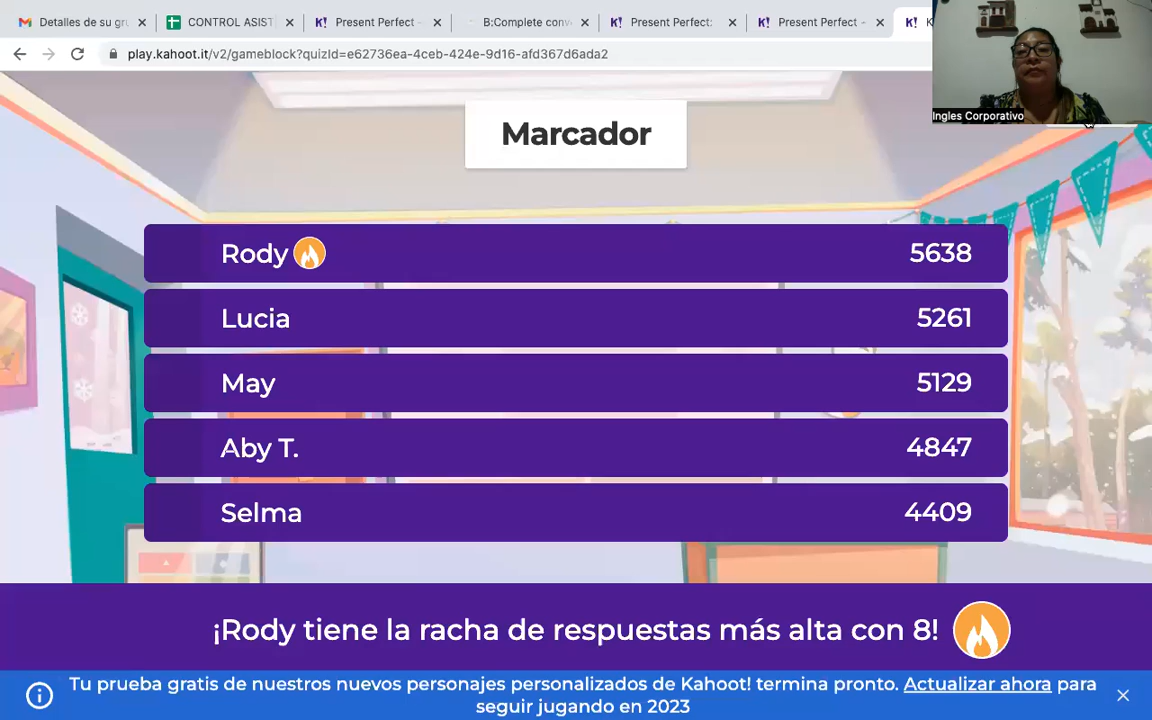 Detalles de su gru
CONTROL ASIST
Present Perfect -
B:Complete conv
Present Perfect:
Present Perfect -
play.kahoot.it/v2/gameblock?quizId=e62736ea-4ceb-424e-9d16-afd367d6ada2
Ingles Corporativo
Marcador
Rody 5638
Lucia 5261
May 5129
Aby T. 4847
Selma 4409
¡Rody tiene la racha de respuestas más alta con 8!
Tu prueba gratis de nuestros nuevos personajes personalizados de Kahoot! termina pronto. Actualizar ahora para
seguir jugando en 2023